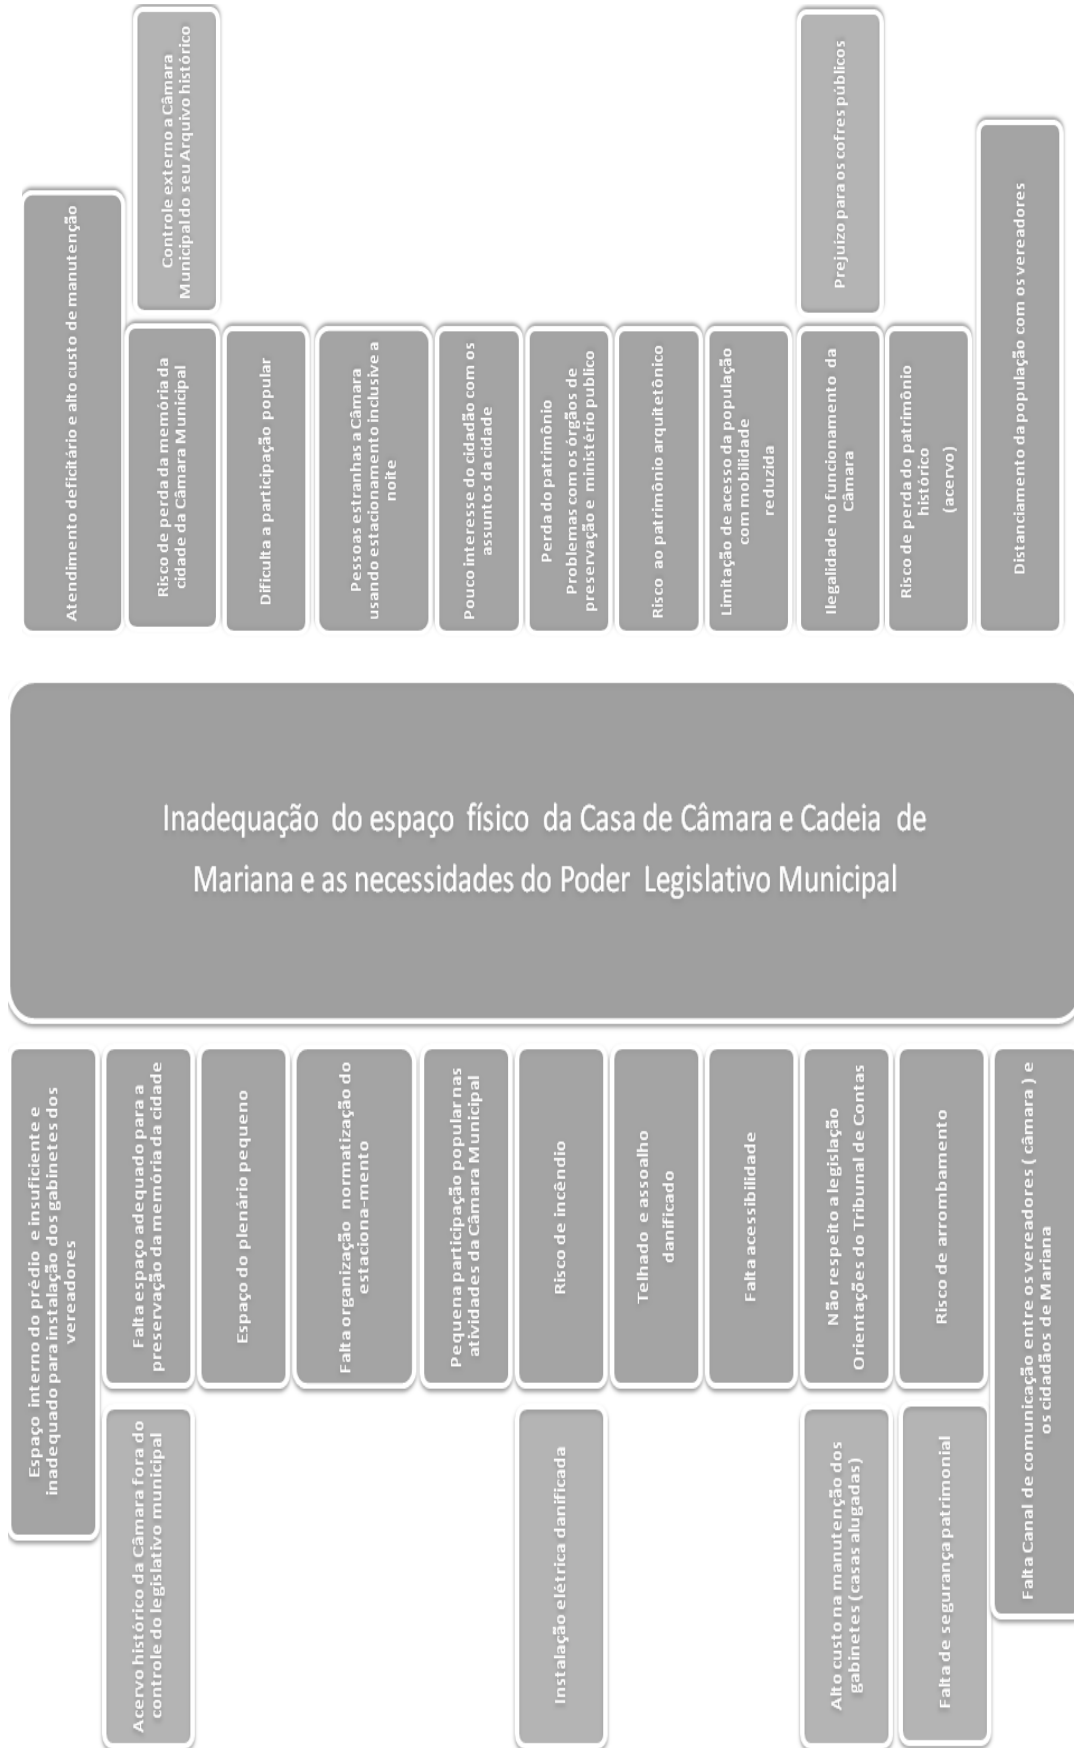 Atendimento deficitário e alto custo de manutenção
Controle externo a Câmara
Municipal do seu Arquivo histórico
Risco de perda da memória da
cidade da Câmara Municipal
Dificulta a participação popular
Pessoas estranhas a Câmara
usando estacionamento inclusive a
noite
Pouco interesse do cidadão com os
assuntos da cidade
Perda do patrimônio
Problemas com os órgãos de
preservação e ministério publico
Risco ao patrimônio arquitetônico
Limitação de acesso da população
com mobilidade
reduzida
Prejuízo para os cofres públicos
Ilegalidade no funcionamento da
Câmara
Risco de perda do patrimônio
histórico
(acervo)
Distanciamento da população com os vereadores
Inadequação do espaço físico da Casa de Câmara e Cadeia de
Mariana e as necessidades do Poder Legislativo Municipal
Espaço interno do prédio e insuficiente e
inadequado para instalação dos gabinetes dos
vereadores
Falta espaço adequado para a
preservação da memória da cidade
Espaço do plenário pequeno
Falta organização normatização do
estaciona-mento
Pequena participação popular nas
atividades da Câmara Municipal
Risco de incêndio
Telhado e assoalho
danificado
Falta acessibilidade
Não respeito a legislação
Orientações do Tribunal de Contas
Risco de arrombamento
Falta Canal de comunicação entre os vereadores ( câmara ) e
os cidadãos de Mariana
Acervo histórico da Câmara fora do
controle do legislativo municipal
Instalação elétrica danificada
Alto custo na manutenção dos
gabinetes (casas alugadas)
Falta de segurança patrimonial